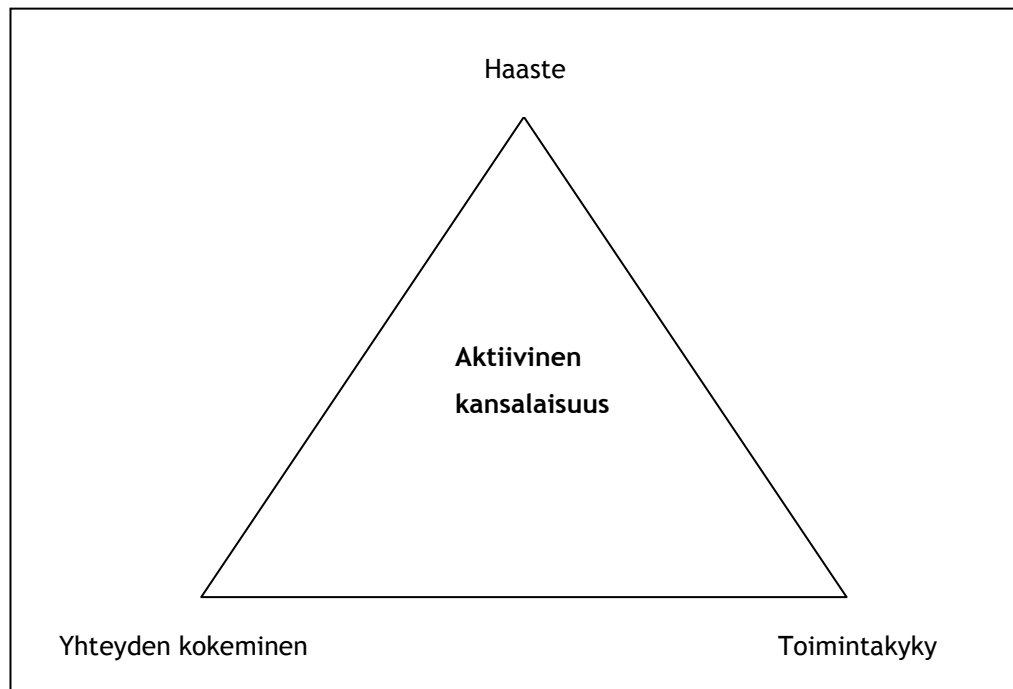 Haaste
Aktiivinen
kansalaisuus
Yhteyden kokeminen
Toimintakyky